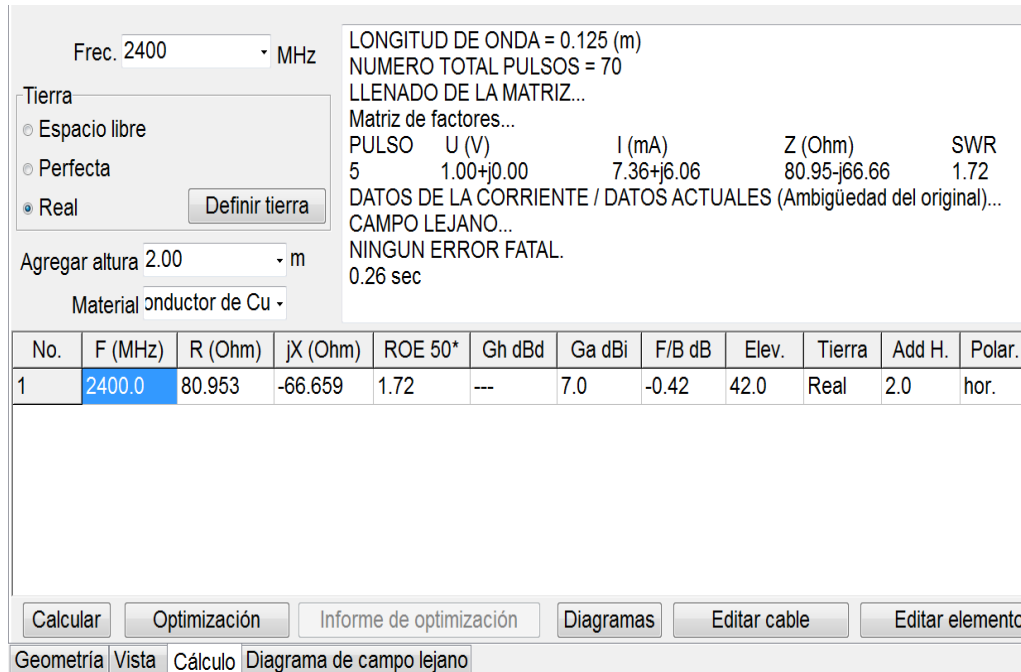 Frec. 2400 MHz
Tierra
Espacio libre
Perfecta
Real Definir tierra
Agregar altura 2.00 m
Material onductor de Cu
LONGITUD DE ONDA = 0.125 (m)
NUMERO TOTAL PULSOS = 70
LLENADO DE LA MATRIZ...
Matriz de factores...
PULSO U (V) I (mA) Z (Ohm) SWR
5 1.00+j0.00 7.36+j6.06 80.95-j66.66 1.72
DATOS DE LA CORRIENTE / DATOS ACTUALES (Ambigüedad del original)...
CAMPO LEJANO...
NINGUN ERROR FATAL.
0.26 sec
No. F (MHz) R (Ohm) jX (Ohm) ROE 50* Gh dBd Ga dBi F/B dB Elev. Tierra Add H. Polar.
1 2400.0 80.953 -66.659 1.72 --- 7.0 -0.42 42.0 Real 2.0 hor.
Calcular Optimización Informe de optimización Diagramas Editar cable Editar elemento
Geometría Vista Cálculo Diagrama de campo lejano